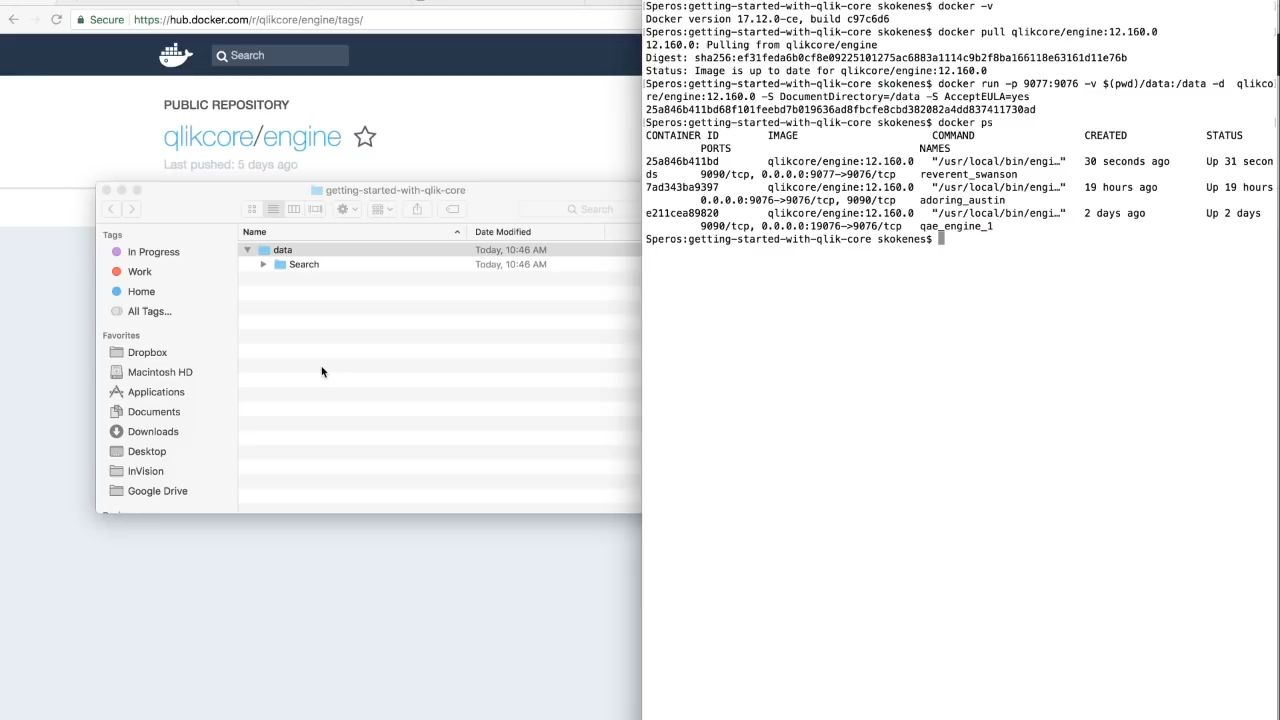 Secure https://hub.docker.com/r/qlikcore/engine/tags/
Search
PUBLIC REPOSITORY
qlikcore/engine
Last pushed: 5 days ago
getting-started-with-qlik-core
Search
Tags
In Progress
Work
Home
All Tags...
Favorites
Dropbox
Macintosh HD
Applications
Documents
Downloads
Desktop
InVision
Google Drive
Name Date Modified
data Today, 10:46 AM
Search Today, 10:46 AM
[Speros:getting-started-with-qlik-core skokenes$ docker -v
Docker version 17.12.0-ce, build c97c6d6
[Speros:getting-started-with-qlik-core skokenes$ docker pull qlikcore/engine:12.160.0
12.160.0: Pulling from qlikcore/engine
Digest: sha256:ef31feda6b0cf8e09225101275ac6883a1114c9b2f8ba166118e63161d11e76b
Status: Image is up to date for qlikcore/engine:12.160.0
[Speros:getting-started-with-qlik-core skokenes$ docker run -p 9077:9076 -v $(pwd)/data:/data -d  qlikco
re/engine:12.160.0 -S DocumentDirectory=/data -S AcceptEULA=yes
25a846b411bd68f101feebd7b019636ad8fbcfe8cbd382082a4dd837411730ad
[Speros:getting-started-with-qlik-core skokenes$ docker ps
CONTAINER ID IMAGE COMMAND CREATED STATUS
PORTS NAMES
25a846b411bd qlikcore/engine:12.160.0 "/usr/local/bin/engi…" 30 seconds ago Up 31 secon
ds 9090/tcp, 0.0.0.0:9077->9076/tcp reverent_swanson
7ad343ba9397 qlikcore/engine:12.160.0 "/usr/local/bin/engi…" 19 hours ago Up 19 hours
0.0.0.0:9076->9076/tcp, 9090/tcp adoring_austin
e211cea89820 qlikcore/engine:12.160.0 "/usr/local/bin/engi…" 2 days ago Up 2 days
9090/tcp, 0.0.0.0:19076->9076/tcp qae_engine_1
Speros:getting-started-with-qlik-core skokenes$